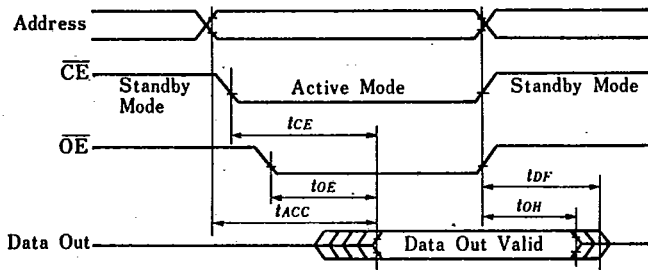 Address
CE
Standby
Mode
Active Mode
Standby Mode
tCE
OE
tOE
tDF
tACC
tOH
Data Out
Data Out Valid